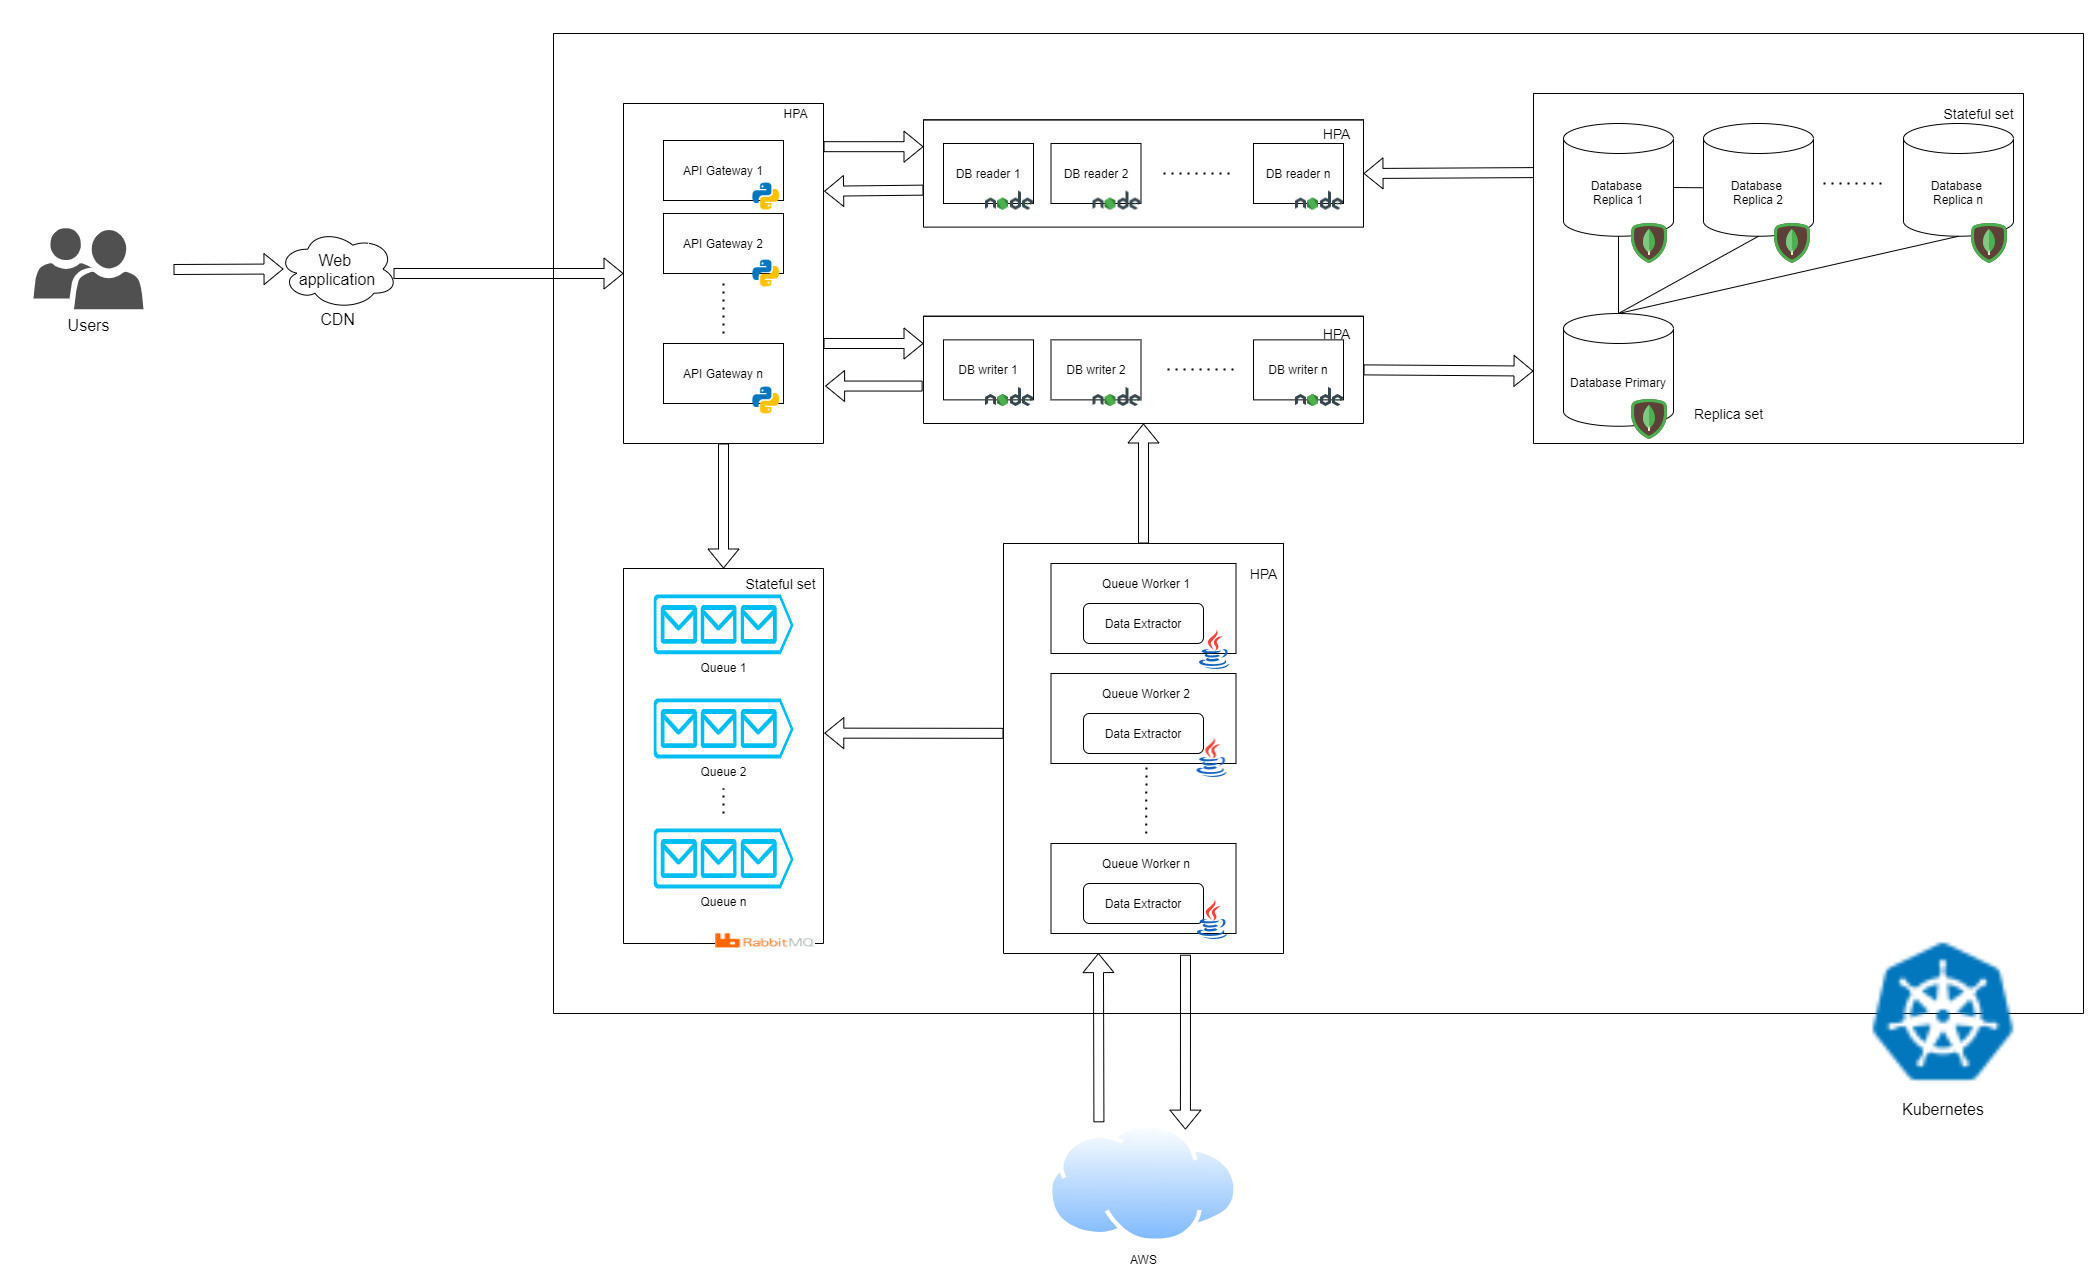 Users
Web
application
CDN
HPA
API Gateway 1
API Gateway 2
API Gateway n
HPA
DB reader 1
DB reader 2
DB reader n
node
node
node
HPA
DB writer 1
DB writer 2
DB writer n
node
node
node
Stateful set
Database
Replica 1
Database
Replica 2
Database
Replica n
Database Primary
Replica set
Stateful set
Queue 1
Queue 2
Queue n
RabbitMQ
HPA
Queue Worker 1
Data Extractor
Queue Worker 2
Data Extractor
Queue Worker n
Data Extractor
Kubernetes
AWS